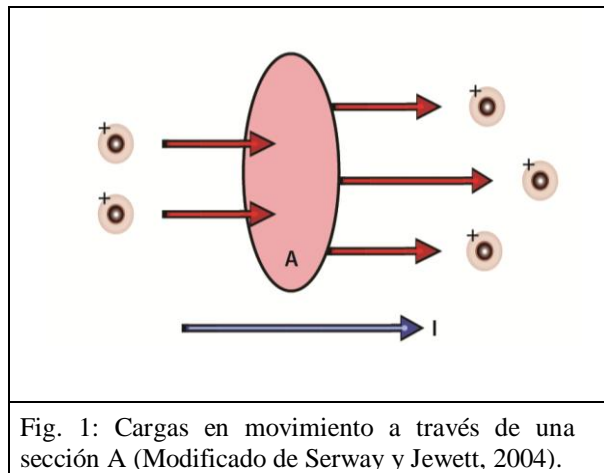 +
+
+
+
+
A
I
Fig. 1: Cargas en movimiento a través de una
sección A (Modificado de Serway y Jewett, 2004).